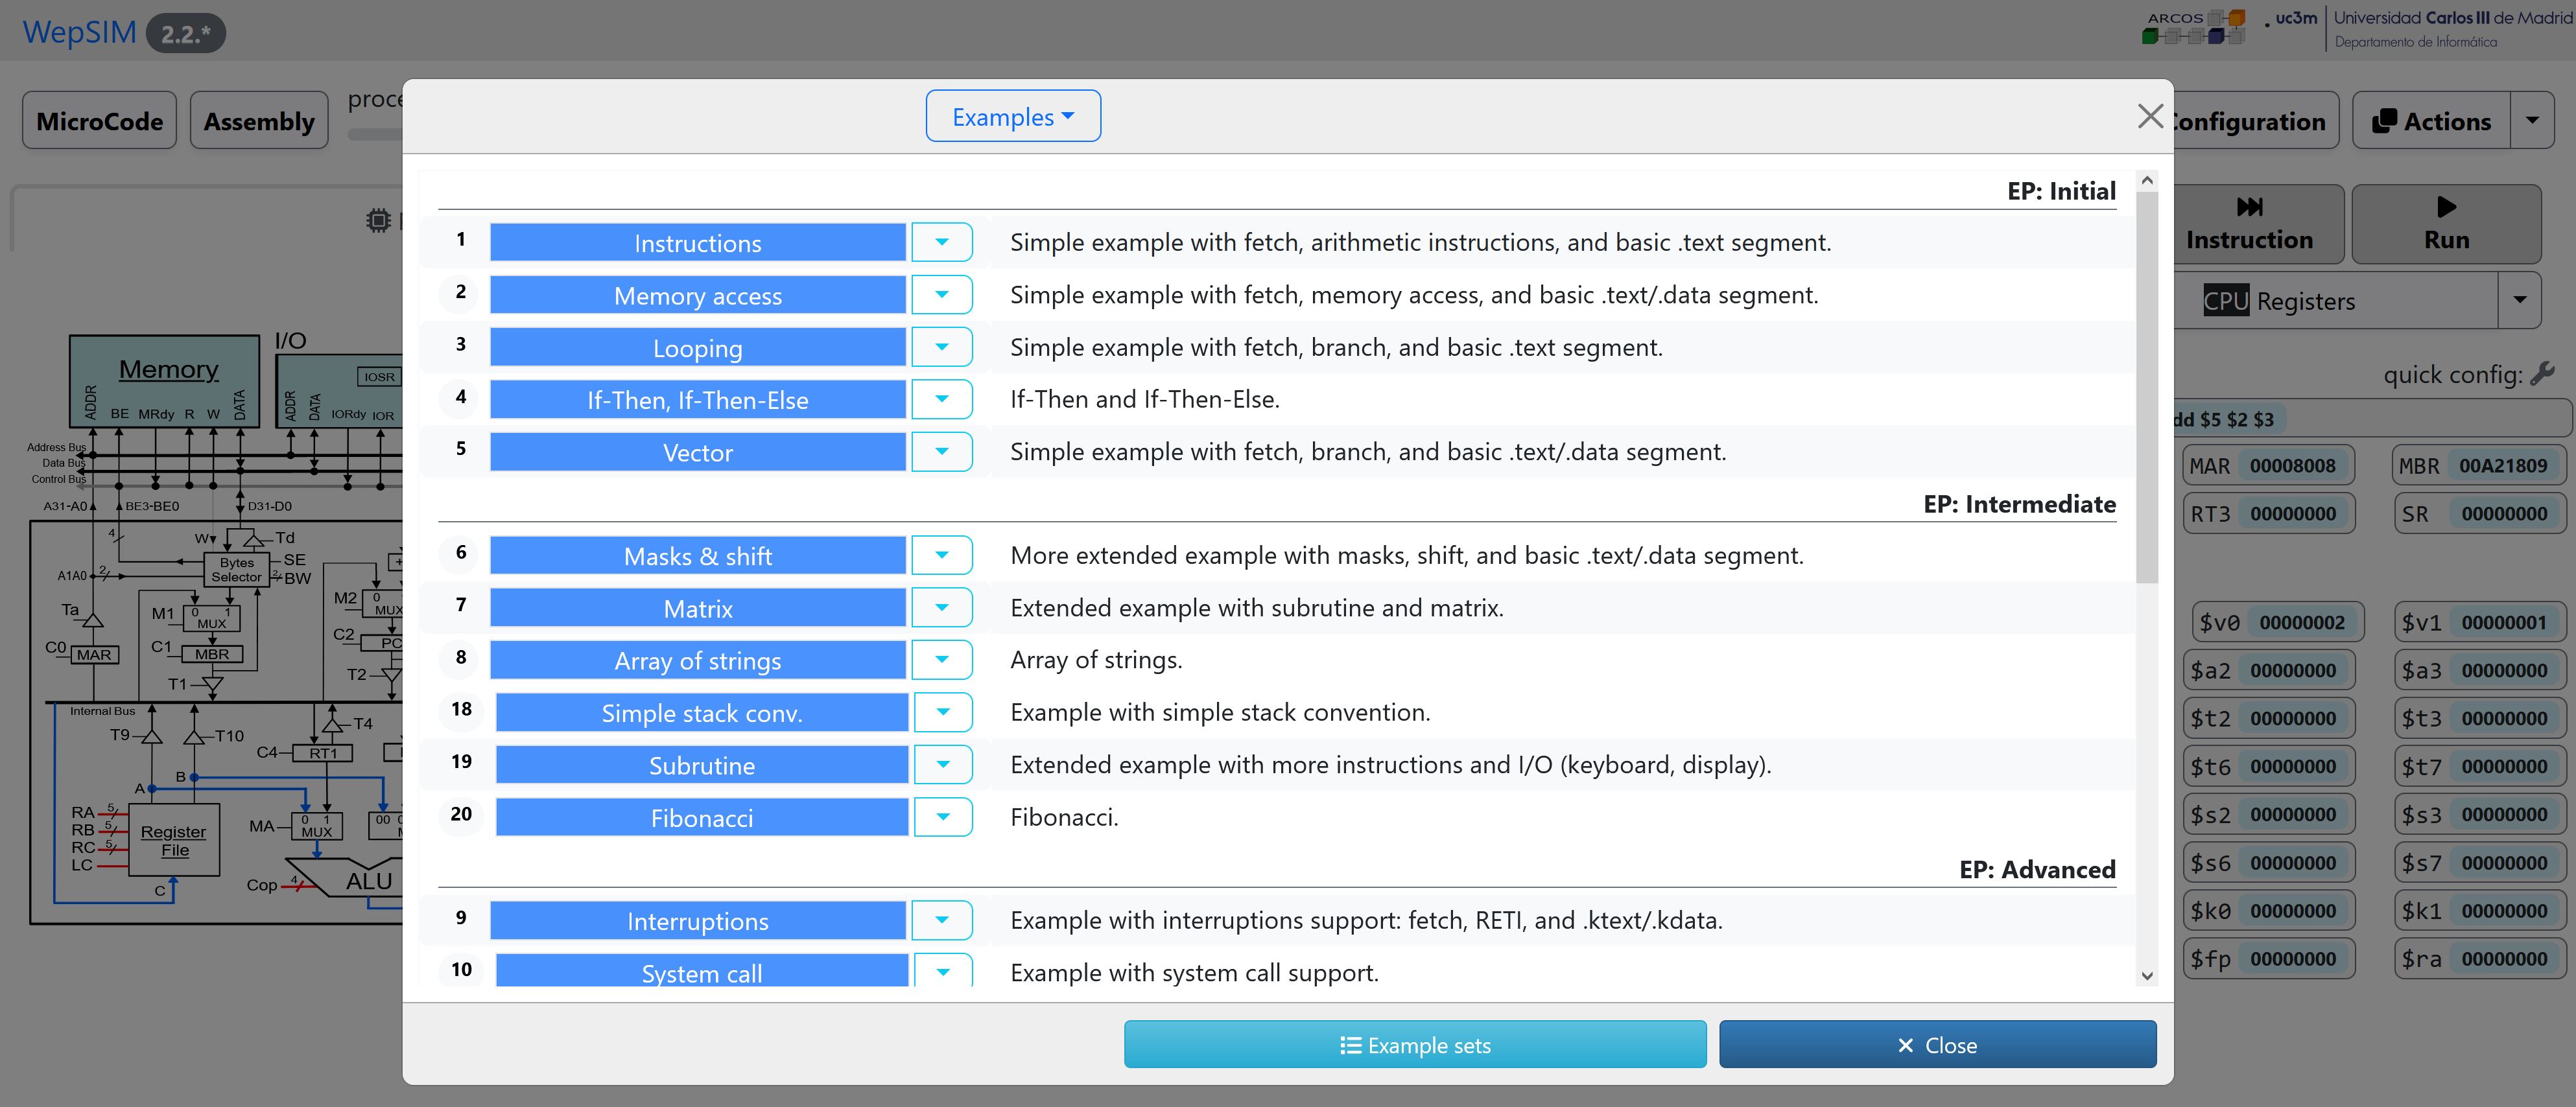 WepSIM 2.2.*
ARCOS
uc3m
Universidad Carlos III de Madrid
Departamento de Informática
MicroCode
Assembly
Examples
Configuration
Actions
Instruction
Run
CPU Registers
quick config:
EP: Initial
1 Instructions Simple example with fetch, arithmetic instructions, and basic .text segment.
2 Memory access Simple example with fetch, memory access, and basic .text/.data segment.
3 Looping Simple example with fetch, branch, and basic .text segment.
4 If-Then, If-Then-Else If-Then and If-Then-Else.
5 Vector Simple example with fetch, branch, and basic .text/.data segment.
EP: Intermediate
6 Masks & shift More extended example with masks, shift, and basic .text/.data segment.
7 Matrix Extended example with subrutine and matrix.
8 Array of strings Array of strings.
18 Simple stack conv. Example with simple stack convention.
19 Subrutine Extended example with more instructions and I/O (keyboard, display).
20 Fibonacci Fibonacci.
EP: Advanced
9 Interruptions Example with interruptions support: fetch, RETI, and .ktext/.kdata.
10 System call Example with system call support.
Example sets
Close
I/O
Memory
IOSR
ADDR BE MRdy R W DATA
ADDR DATA IORdy IOR
Address Bus
Data Bus
Control Bus
A31-A0 BE3-BE0 D31-D0
4 W Td
Bytes Selector
SE
BW
2
A1A0 2
Ta
M1 0 1 MUX
M2 0 MUX
C0 MAR
C1 MBR
C2 PC
T1
T2
Internal Bus
T9 T10 T4
C4 RT1
A B
RA 5
RB 5
RC 5
LC
Register File
C
MA 0 1 MUX
00
Cop 4 ALU
$5 $2 $3
MAR 00008008 MBR 00A21809
RT3 00000000 SR 00000000
$v0 00000002 $v1 00000001
$a2 00000000 $a3 00000000
$t2 00000000 $t3 00000000
$t6 00000000 $t7 00000000
$s2 00000000 $s3 00000000
$s6 00000000 $s7 00000000
$k0 00000000 $k1 00000000
$fp 00000000 $ra 00000000